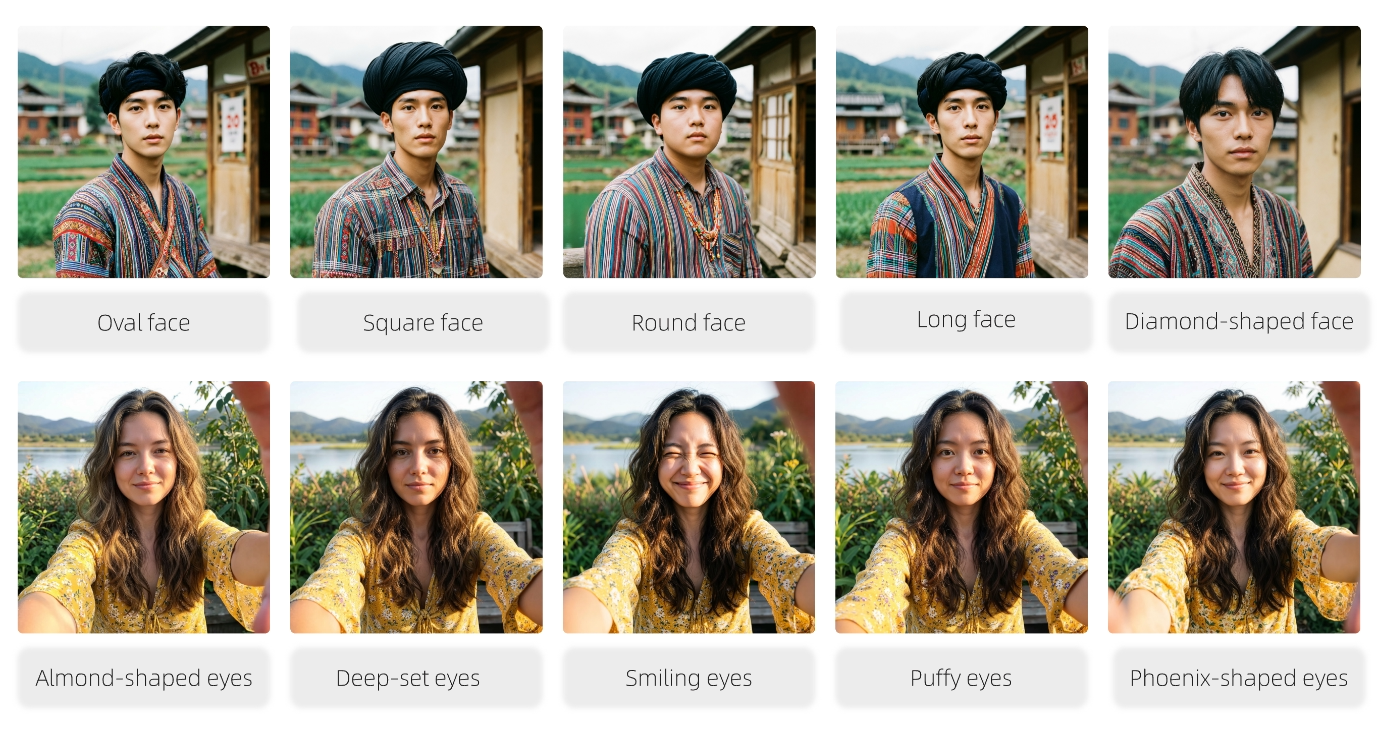 Oval face
Square face
Round face
Long face
Diamond-shaped face
Almond-shaped eyes
Deep-set eyes
Smiling eyes
Puffy eyes
Phoenix-shaped eyes